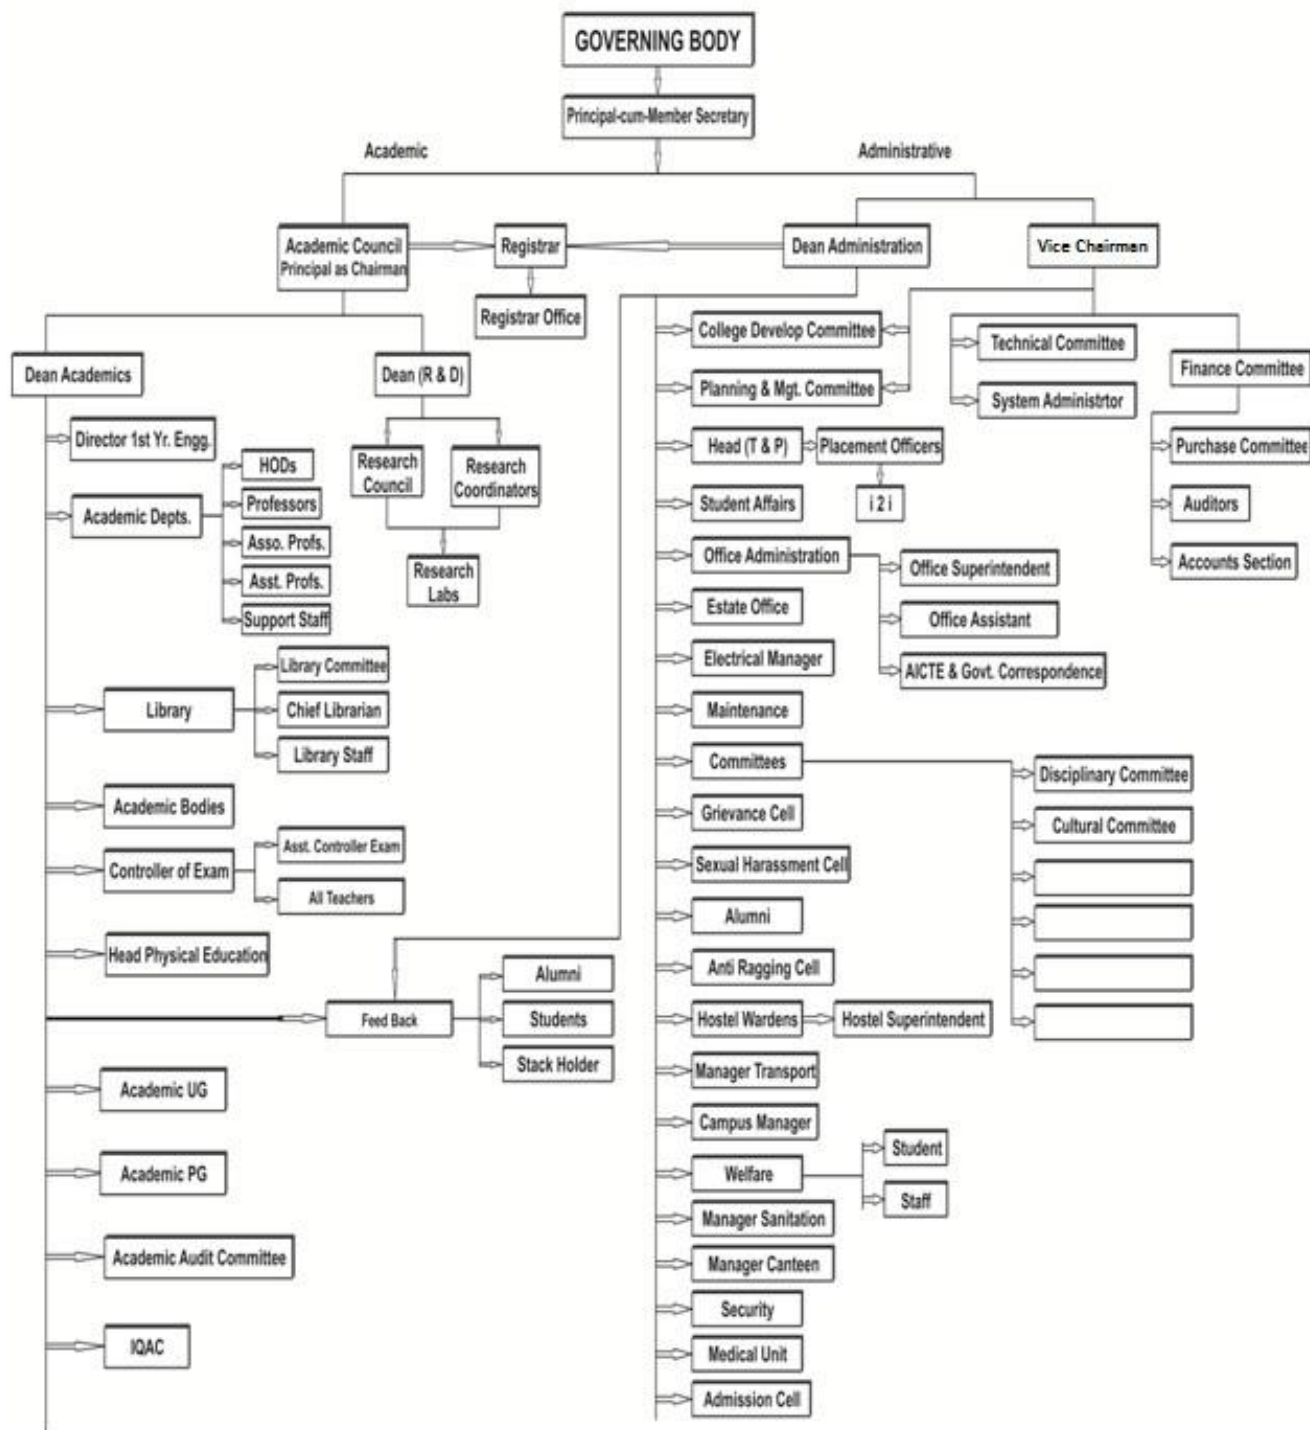 GOVERNING BODY
Principal-cum-Member Secretary
Academic
Administrative
Academic Council
Principal as Chairman
Registrar
Dean Administration
Vice Chairman
Registrar Office
Dean Academics
Dean (R & D)
Director 1st Yr. Engg.
Academic Depts.
HODs
Professors
Asso. Profs.
Asst. Profs.
Support Staff
Research
Council
Research
Coordinators
Research
Labs
Library
Library Committee
Chief Librarian
Library Staff
Academic Bodies
Controller of Exam
Asst. Controller Exam
All Teachers
Head Physical Education
Feed Back
Alumni
Students
Stack Holder
Academic UG
Academic PG
Academic Audit Committee
IQAC
College Develop Committee
Planning & Mgt. Committee
Head (T & P)
Placement Officers
i 2 i
Student Affairs
Office Administration
Office Superintendent
Office Assistant
AICTE & Govt. Correspondence
Estate Office
Electrical Manager
Maintenance
Committees
Disciplinary Committee
Cultural Committee
Grievance Cell
Sexual Harassment Cell
Alumni
Anti Ragging Cell
Hostel Wardens
Hostel Superintendent
Manager Transport
Campus Manager
Welfare
Student
Staff
Manager Sanitation
Manager Canteen
Security
Medical Unit
Admission Cell
Technical Committee
System Administrtor
Finance Committee
Purchase Committee
Auditors
Accounts Section